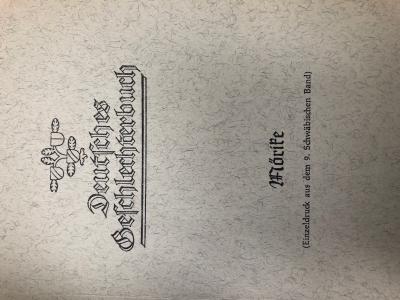 Deutsches
Geschlechterbuch
Mörike
(Einzeldruck aus dem 9. Schwäbischen Band)